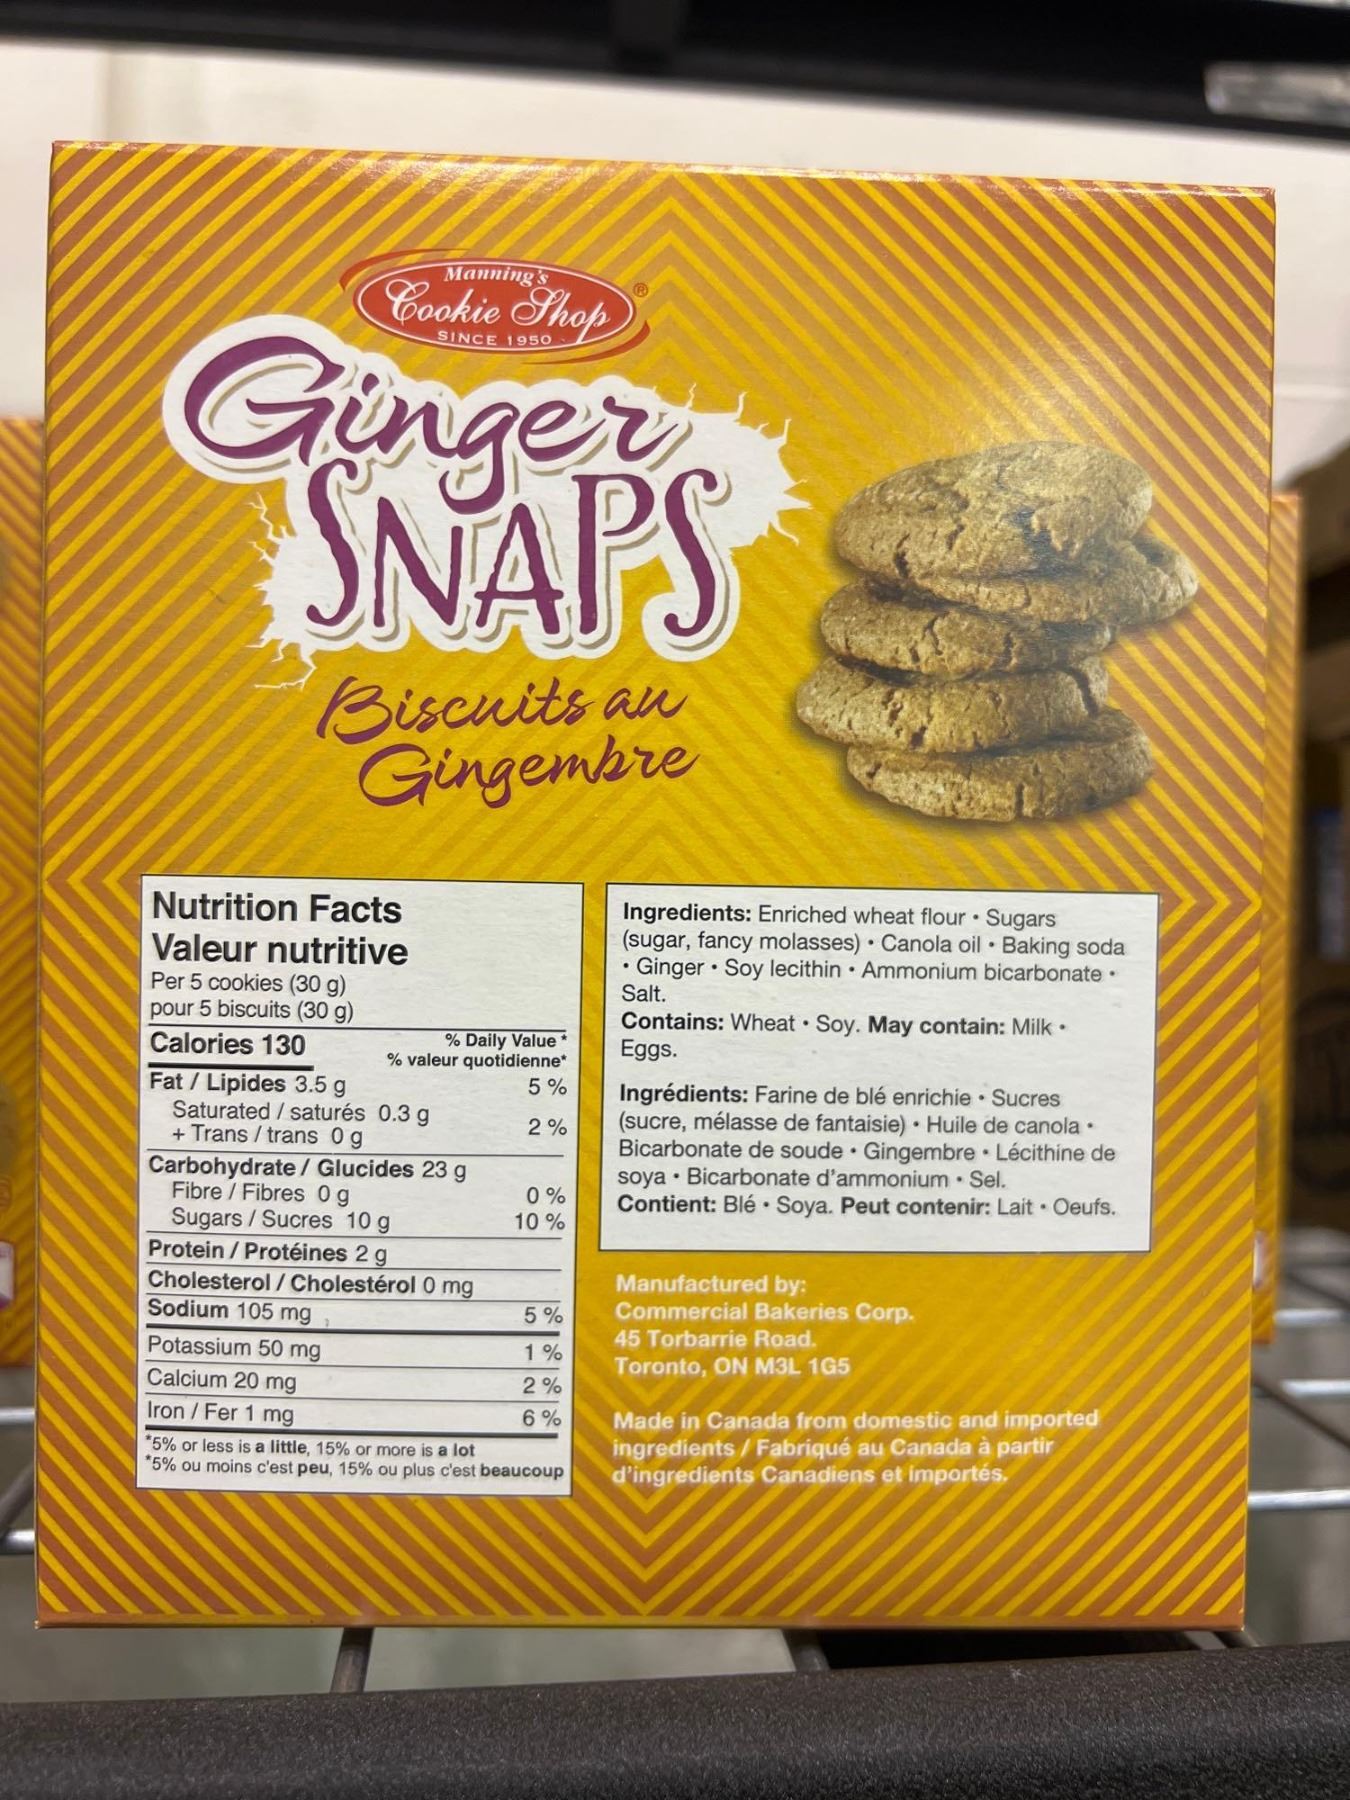 Manning's
Cookie Shop®
SINCE 1950
Ginger
SNAPS
Biscuits au
Gingembre
Nutrition Facts
Valeur nutritive
Per 5 cookies (30 g)
pour 5 biscuits (30 g)
Calories 130
% Daily Value *
% valeur quotidienne*
Fat / Lipides 3.5 g 5 %
Saturated / saturés 0.3 g
+ Trans / trans 0 g 2 %
Carbohydrate / Glucides 23 g
Fibre / Fibres 0 g 0 %
Sugars / Sucres 10 g 10 %
Protein / Protéines 2 g
Cholesterol / Cholestérol 0 mg
Sodium 105 mg 5 %
Potassium 50 mg 1 %
Calcium 20 mg 2 %
Iron / Fer 1 mg 6 %
*5% or less is a little, 15% or more is a lot
*5% ou moins c'est peu, 15% ou plus c'est beaucoup
Ingredients: Enriched wheat flour • Sugars
(sugar, fancy molasses) • Canola oil • Baking soda
• Ginger • Soy lecithin • Ammonium bicarbonate •
Salt.
Contains: Wheat • Soy. May contain: Milk •
Eggs.
Ingrédients: Farine de blé enrichie • Sucres
(sucre, mélasse de fantaisie) • Huile de canola •
Bicarbonate de soude • Gingembre • Lécithine de
soya • Bicarbonate d'ammonium • Sel.
Contient: Blé • Soya. Peut contenir: Lait • Oeufs.
Manufactured by:
Commercial Bakeries Corp.
45 Torbarrie Road.
Toronto, ON M3L 1G5
Made in Canada from domestic and imported
ingredients / Fabriqué au Canada à partir
d'ingredients Canadiens et importés.